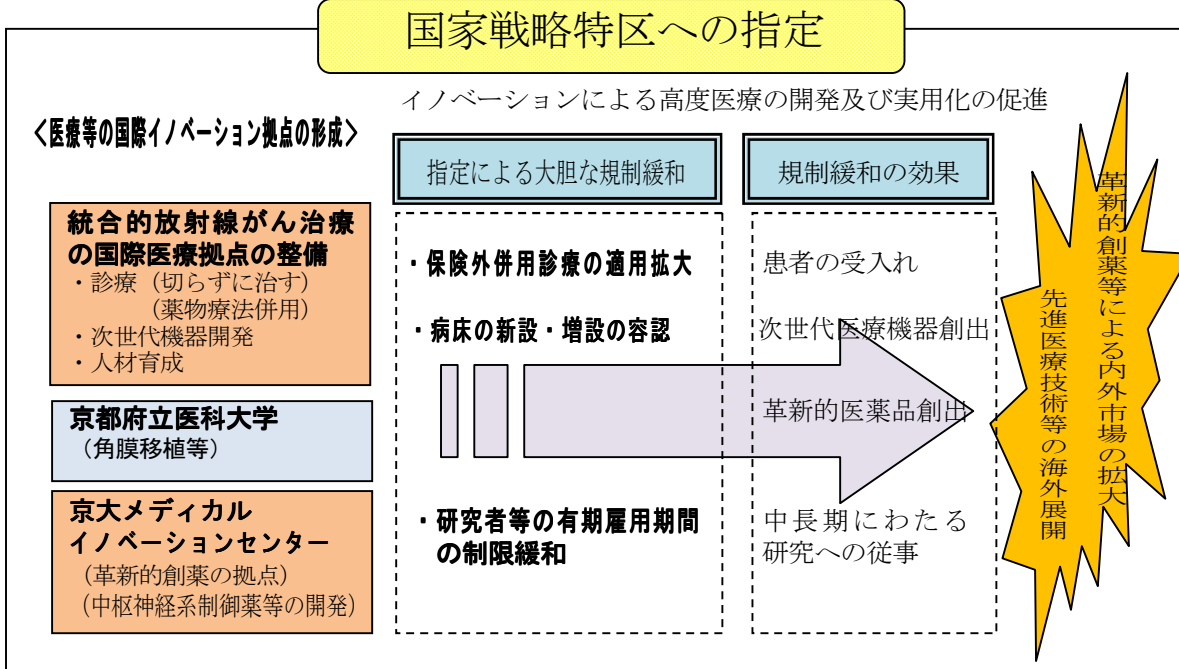 国家戦略特区への指定
イノベーションによる高度医療の開発及び実用化の促進
<医療等の国際イノベーション拠点の形成>
統合的放射線がん治療
の国際医療拠点の整備
・診療（切らずに治す）
（薬物療法併用）
・次世代機器開発
・人材育成
京都府立医科大学
（角膜移植等）
京大メディカル
イノベーションセンター
（革新的創薬の拠点）
（中枢神経系制御薬等の開発）
指定による大胆な規制緩和
・保険外併用診療の適用拡大
・病床の新設・増設の容認
・研究者等の有期雇用期間
の制限緩和
規制緩和の効果
患者の受入れ
次世代医療機器創出
革新的医薬品創出
中長期にわたる
研究への従事
革新的創薬等による内外市場の拡大
先進医療技術等の海外展開